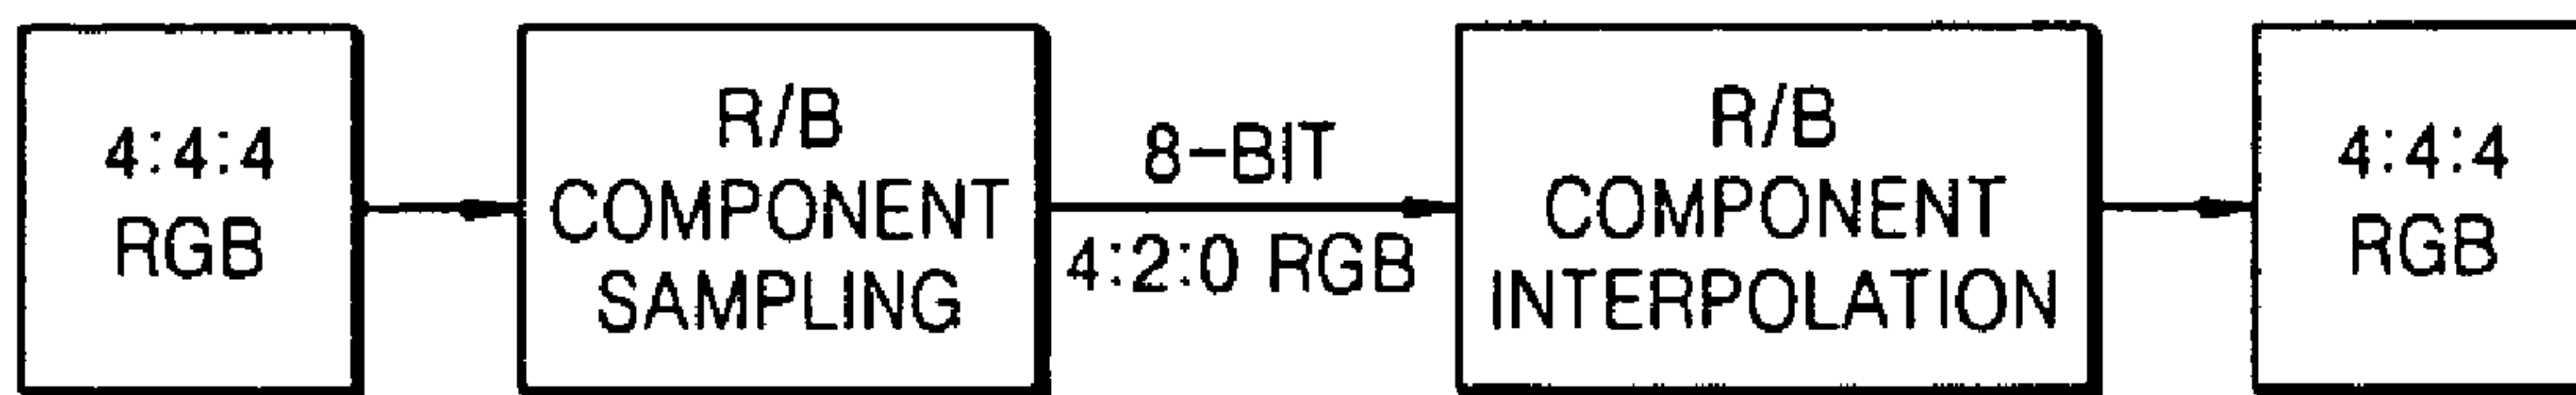 4:4:4
RGB
R/B
COMPONENT
SAMPLING
8-BIT
4:2:0 RGB
R/B
COMPONENT
INTERPOLATION
4:4:4
RGB